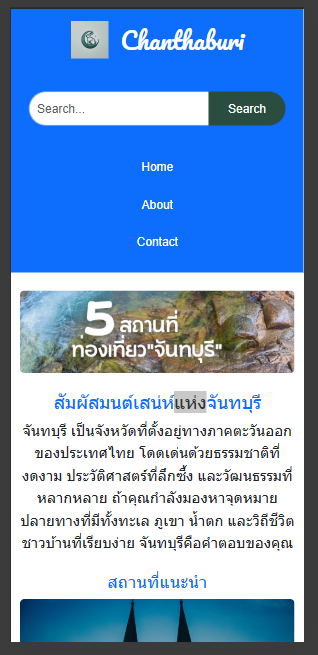 Chanthaburi
Search...
Search
Home
About
Contact
5 สถานที่
ท่องเที่ยว"จันทบุรี"
สัมผัสมนต์เสน่ห์แห่งจันทบุรี
จันทบุรี เป็นจังหวัดที่ตั้งอยู่ทางภาคตะวันออก
ของประเทศไทย โดดเด่นด้วยธรรมชาติที่
งดงาม ประวัติศาสตร์ที่ลึกซึ้ง และวัฒนธรรมที่
หลากหลาย ถ้าคุณกำลังมองหาจุดหมาย
ปลายทางที่มีทั้งทะเล ภูเขา น้ำตก และวิถีชีวิต
ชาวบ้านที่เรียบง่าย จันทบุรีคือคำตอบของคุณ
สถานที่แนะนำ